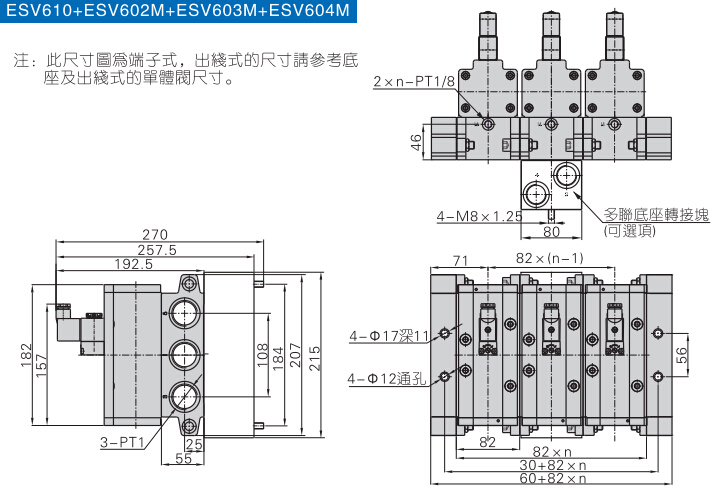 ESV610+ESV602M+ESV603M+ESV604M
注：此尺寸圖爲端子式，出綫式的尺寸請參考底
座及出綫式的單體閥尺寸。
2×n-PT1/8
46
4-M8×1.25
80
多聯底座轉接塊
(可選項)
270
257.5
192.5
182
157
108
184
207
215
3-PT1
25
55
71
82×(n-1)
4-Φ17深11
4-Φ12通孔
56
82
82×n
30+82×n
60+82×n